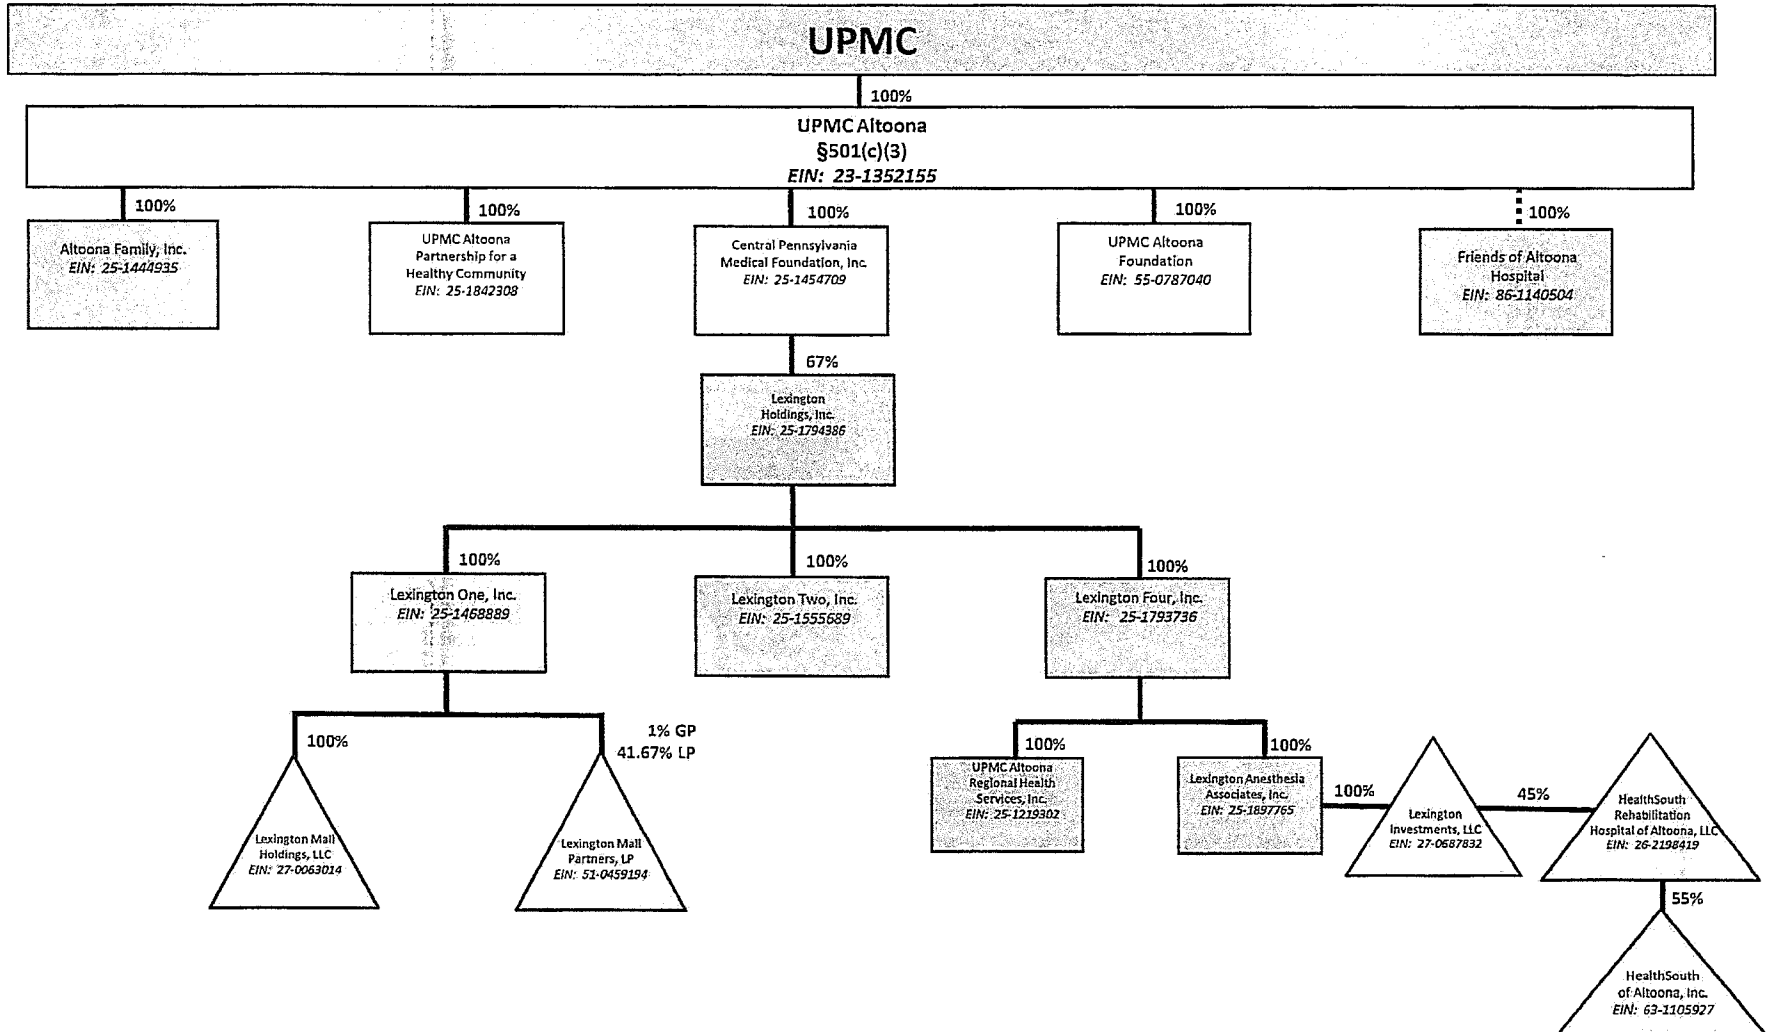 UPMC
100%
UPMC Altoona
§501(c)(3)
EIN: 23-1352155
100%
Altoona Family, Inc.
EIN: 25-1444935
100%
UPMC Altoona
Partnership for a
Healthy Community
EIN: 25-1842308
100%
Central Pennsylvania
Medical Foundation, Inc.
EIN: 25-1454709
100%
UPMC Altoona
Foundation
EIN: 55-0787040
100%
Friends of Altoona
Hospital
EIN: 86-1140504
67%
Lexington
Holdings, Inc.
EIN: 25-1794386
100%
Lexington One, Inc.
EIN: 25-1468889
100%
Lexington Two, Inc.
EIN: 25-1555689
100%
Lexington Four, Inc.
EIN: 25-1793736
100%
Lexington Mall
Holdings, LLC
EIN: 27-0063014
1% GP
41.67% LP
Lexington Mall
Partners, LP
EIN: 51-0459194
100%
UPMC Altoona
Regional Health
Services, Inc.
EIN: 25-1219302
100%
Lexington Anesthesia
Associates, Inc.
EIN: 25-1897765
100%
Lexington
Investments, LLC
EIN: 27-0687832
45%
HealthSouth
Rehabilitation
Hospital of Altoona, LLC
EIN: 26-2198419
55%
HealthSouth
of Altoona, Inc.
EIN: 63-1105927